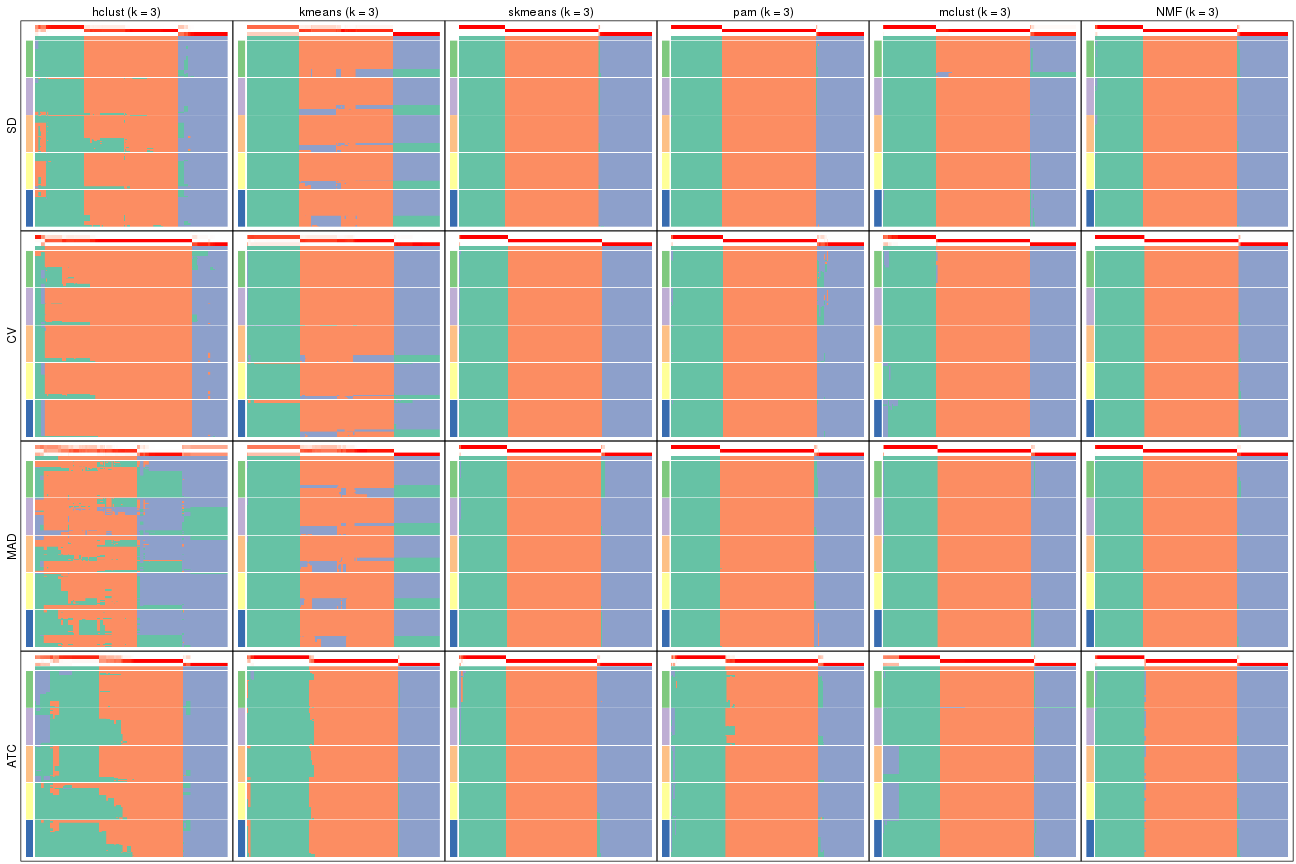 hclust (k = 3) kmeans (k = 3) skmeans (k = 3) pam (k = 3) mclust (k = 3) NMF (k = 3)
SD
CV
MAD
ATC